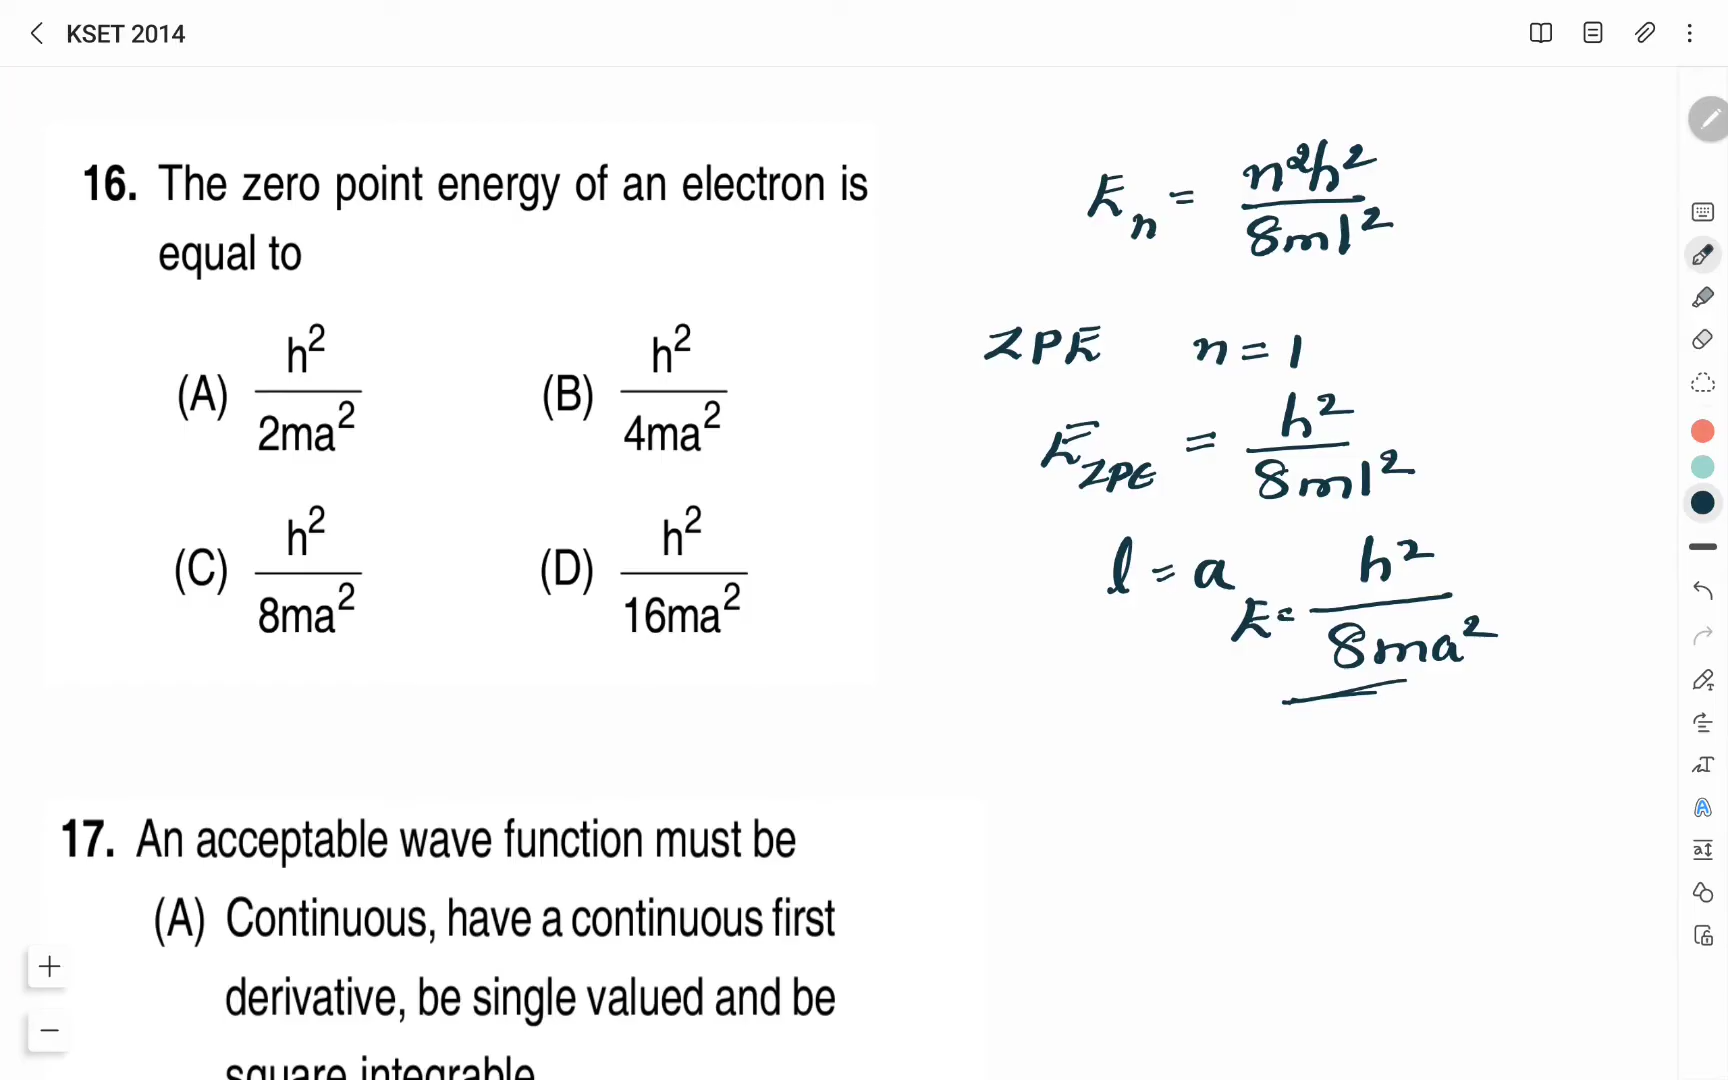 KSET 2014
16. The zero point energy of an electron is
equal to
(A) h²/2ma² (B) h²/4ma²
(C) h²/8ma² (D) h²/16ma²
Eₙ = n²h²/8ml²
ZPE n = 1
E_ZPE = h²/8ml²
l = a
E = h²/8ma²
17. An acceptable wave function must be
(A) Continuous, have a continuous first
derivative, be single valued and be
square integrable